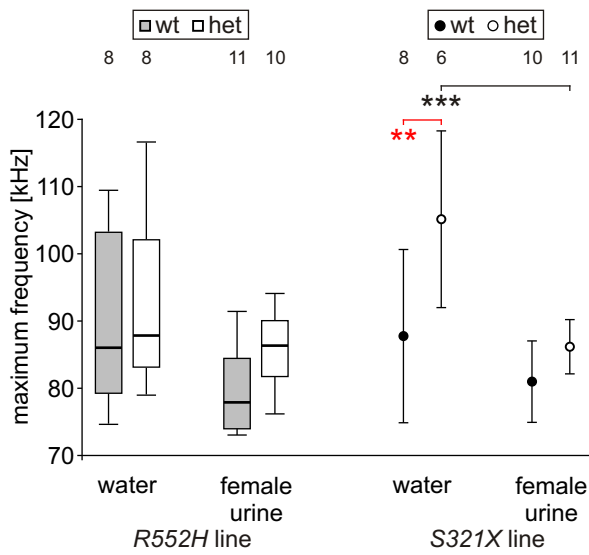 wt het
wt het
8 8 11 10
8 6 10 11
***
**
maximum frequency [kHz]
120
110
100
90
80
70
water
female urine
water
female urine
R552H line
S321X line